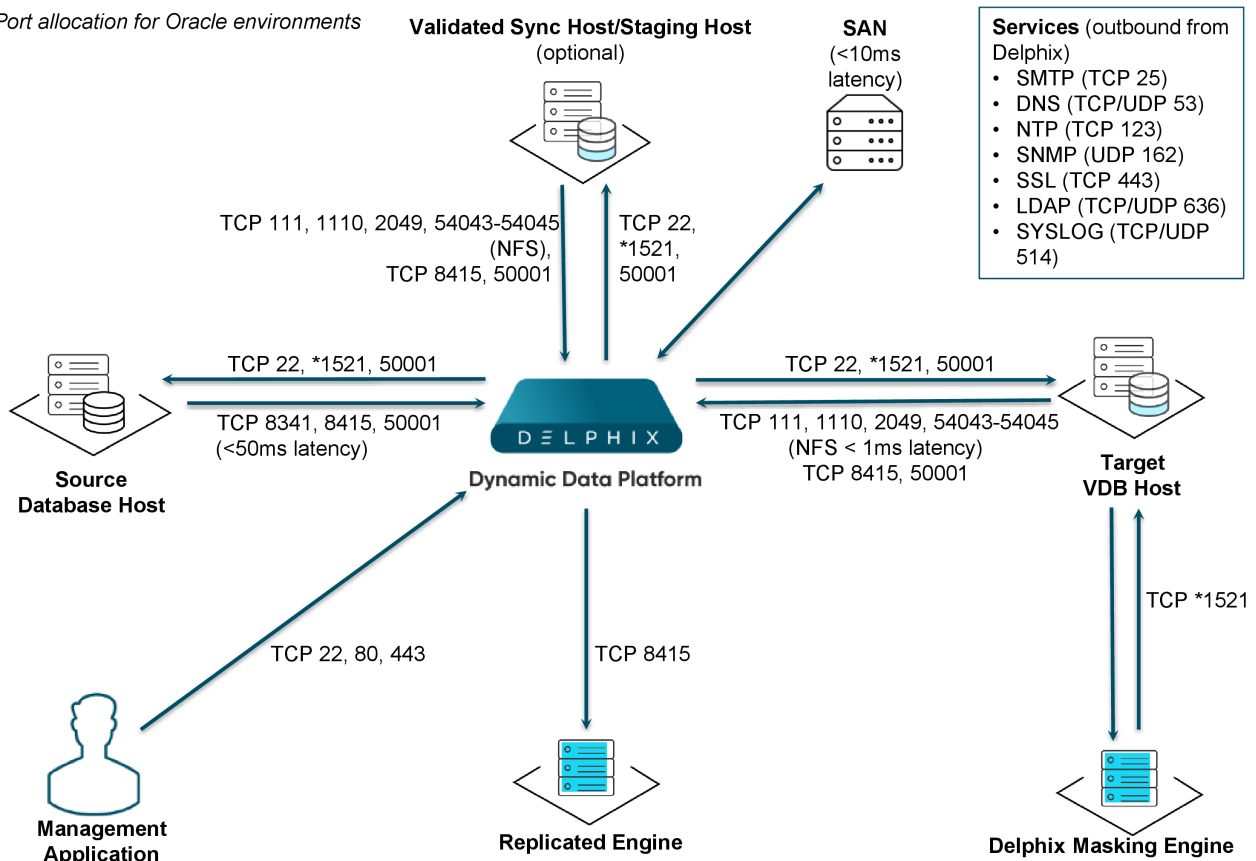 Port allocation for Oracle environments
Validated Sync Host/Staging Host
(optional)
SAN
(<10ms
latency)
Services (outbound from
Delphix)
• SMTP (TCP 25)
• DNS (TCP/UDP 53)
• NTP (TCP 123)
• SNMP (UDP 162)
• SSL (TCP 443)
• LDAP (TCP/UDP 636)
• SYSLOG (TCP/UDP
514)
TCP 111, 1110, 2049, 54043-54045
(NFS),
TCP 8415, 50001
TCP 22,
*1521,
50001
TCP 22, *1521, 50001
TCP 8341, 8415, 50001
(<50ms latency)
Source
Database Host
DELPHIX
Dynamic Data Platform
TCP 22, *1521, 50001
TCP 111, 1110, 2049, 54043-54045
(NFS < 1ms latency)
TCP 8415, 50001
Target
VDB Host
TCP *1521
TCP 22, 80, 443
TCP 8415
Management
Application
Replicated Engine
Delphix Masking Engine